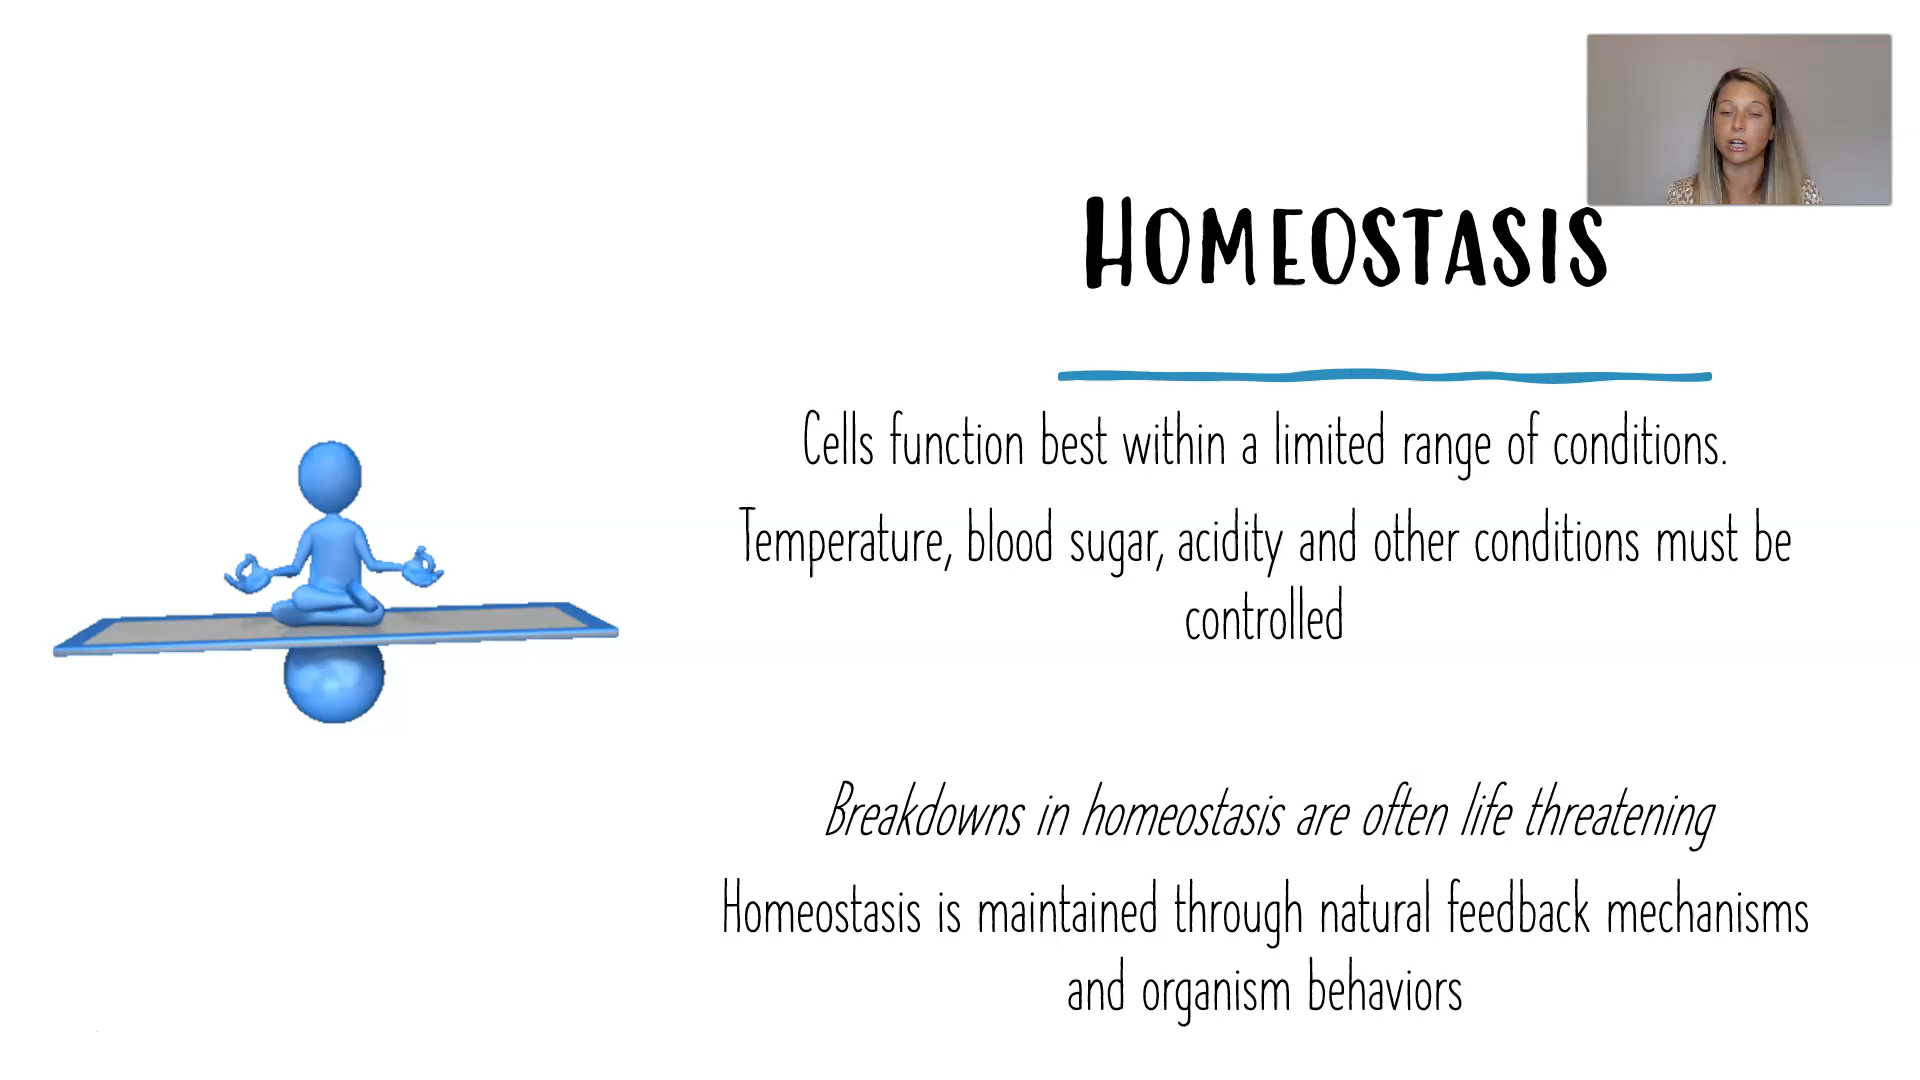 HOMEOSTASIS
Cells function best within a limited range of conditions.
Temperature, blood sugar, acidity and other conditions must be
controlled
Breakdowns in homeostasis are often life threatening
Homeostasis is maintained through natural feedback mechanisms
and organism behaviors